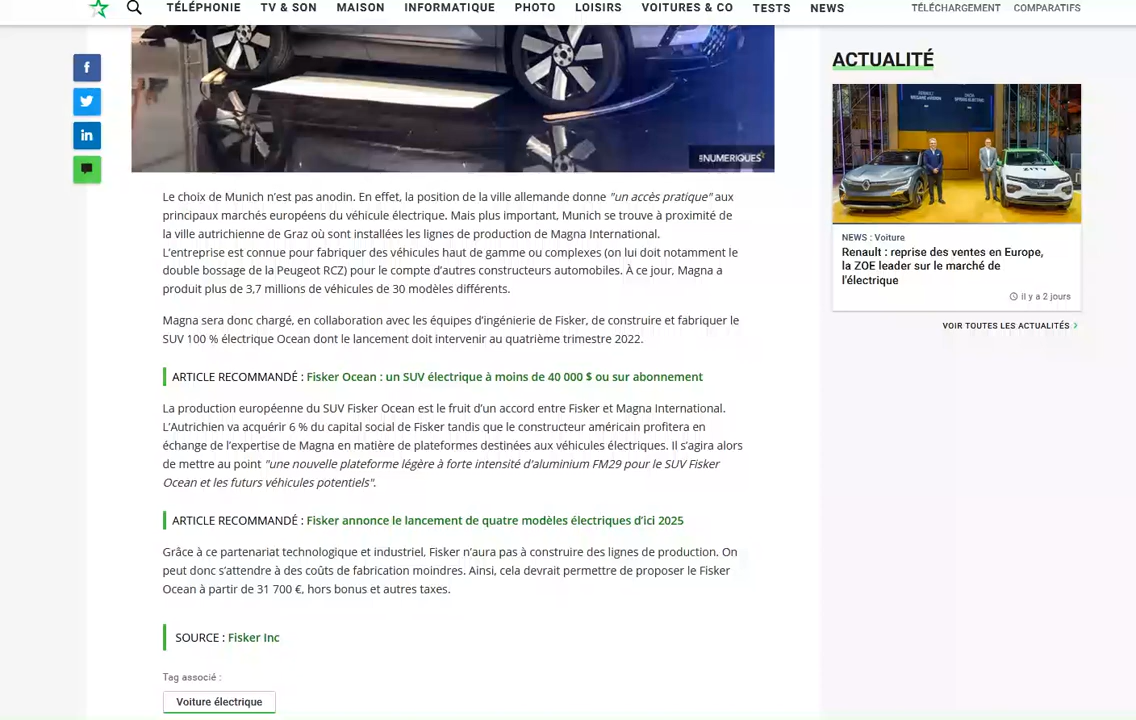 TÉLÉPHONIE TV & SON MAISON INFORMATIQUE PHOTO LOISIRS VOITURES & CO TESTS NEWS TÉLÉCHARGEMENT COMPARATIFS
f
in
NUMERIQUES
Le choix de Munich n’est pas anodin. En effet, la position de la ville allemande donne "un accès pratique" aux
principaux marchés européens du véhicule électrique. Mais plus important, Munich se trouve à proximité de
la ville autrichienne de Graz où sont installées les lignes de production de Magna International.
L’entreprise est connue pour fabriquer des véhicules haut de gamme ou complexes (on lui doit notamment le
double bossage de la Peugeot RCZ) pour le compte d’autres constructeurs automobiles. À ce jour, Magna a
produit plus de 3,7 millions de véhicules de 30 modèles différents.
Magna sera donc chargé, en collaboration avec les équipes d’ingénierie de Fisker, de construire et fabriquer le
SUV 100 % électrique Ocean dont le lancement doit intervenir au quatrième trimestre 2022.
ARTICLE RECOMMANDÉ : Fisker Ocean : un SUV électrique à moins de 40 000 $ ou sur abonnement
La production européenne du SUV Fisker Ocean est le fruit d’un accord entre Fisker et Magna International.
L’Autrichien va acquérir 6 % du capital social de Fisker tandis que le constructeur américain profitera en
échange de l’expertise de Magna en matière de plateformes destinées aux véhicules électriques. Il s’agira alors
de mettre au point "une nouvelle plateforme légère à forte intensité d’aluminium FM29 pour le SUV Fisker
Ocean et les futurs véhicules potentiels".
ARTICLE RECOMMANDÉ : Fisker annonce le lancement de quatre modèles électriques d’ici 2025
Grâce à ce partenariat technologique et industriel, Fisker n’aura pas à construire des lignes de production. On
peut donc s’attendre à des coûts de fabrication moindres. Ainsi, cela devrait permettre de proposer le Fisker
Ocean à partir de 31 700 €, hors bonus et autres taxes.
SOURCE : Fisker Inc
Tag associé :
Voiture électrique
ACTUALITÉ
ZITY
NEWS : Voiture
Renault : reprise des ventes en Europe,
la ZOE leader sur le marché de
l'électrique
il y a 2 jours
VOIR TOUTES LES ACTUALITÉS